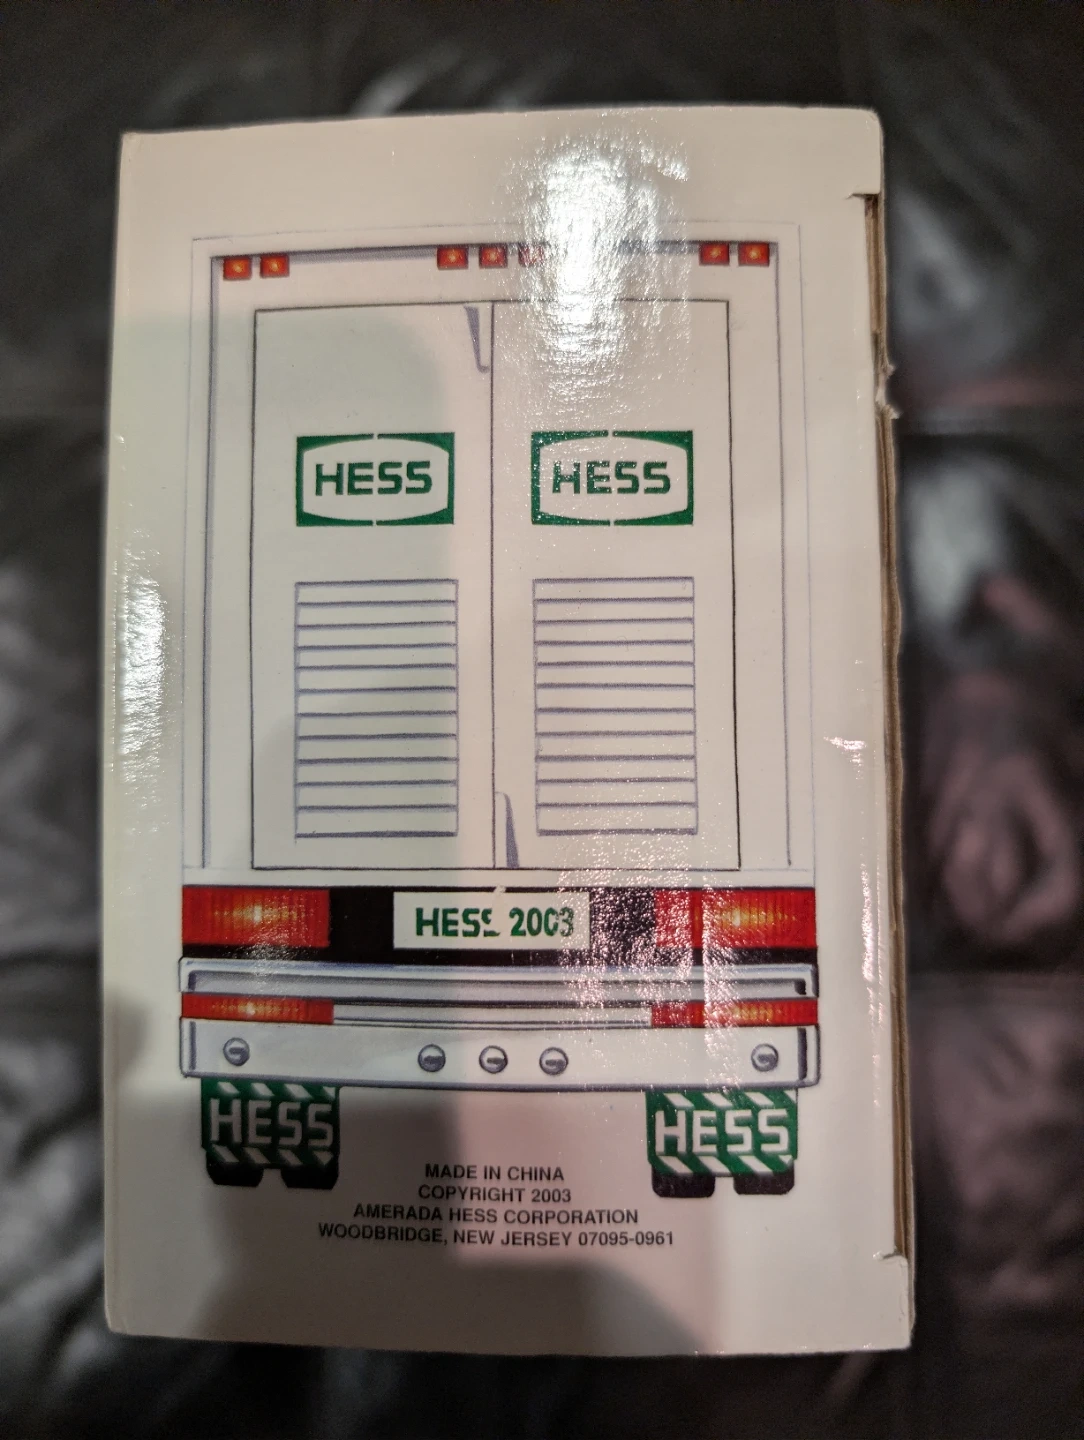 HESS HESS
HESS 2003
HESS HESS
MADE IN CHINA
COPYRIGHT 2003
AMERADA HESS CORPORATION
WOODBRIDGE, NEW JERSEY 07095-0961